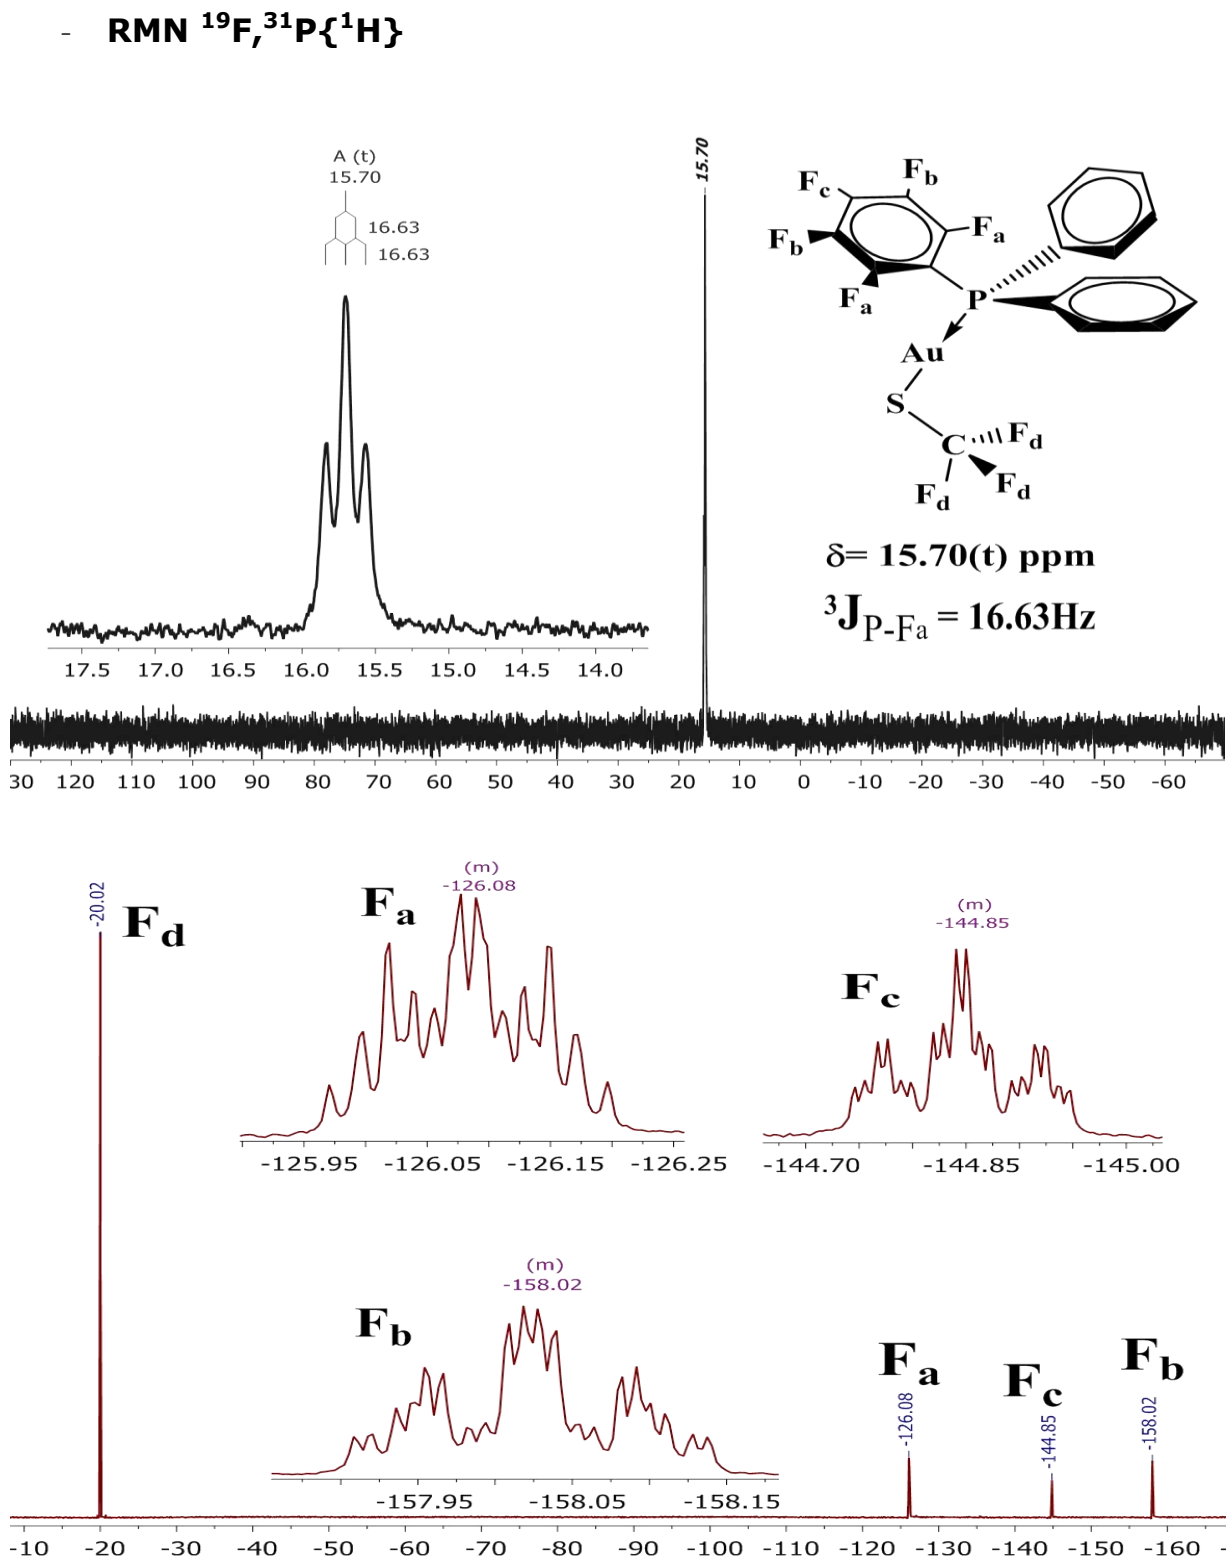 - RMN ¹⁹F,³¹P{¹H}
A (t)
15.70
16.63
16.63
17.5 17.0 16.5 16.0 15.5 15.0 14.5 14.0
15.70
Fc Fb
Fb Fa
Fa P
Au
S
C Fd
Fd Fd
δ= 15.70(t) ppm
³J P-Fa = 16.63Hz
30 120 110 100 90 80 70 60 50 40 30 20 10 0 -10 -20 -30 -40 -50 -60
-20.02
Fd
Fa
(m)
-126.08
-125.95 -126.05 -126.15 -126.25
Fc
(m)
-144.85
-144.70 -144.85 -145.00
Fb
(m)
-158.02
-157.95 -158.05 -158.15
Fa
-126.08
Fc
-144.85
Fb
-158.02
-10 -20 -30 -40 -50 -60 -70 -80 -90 -100 -110 -120 -130 -140 -150 -160 -